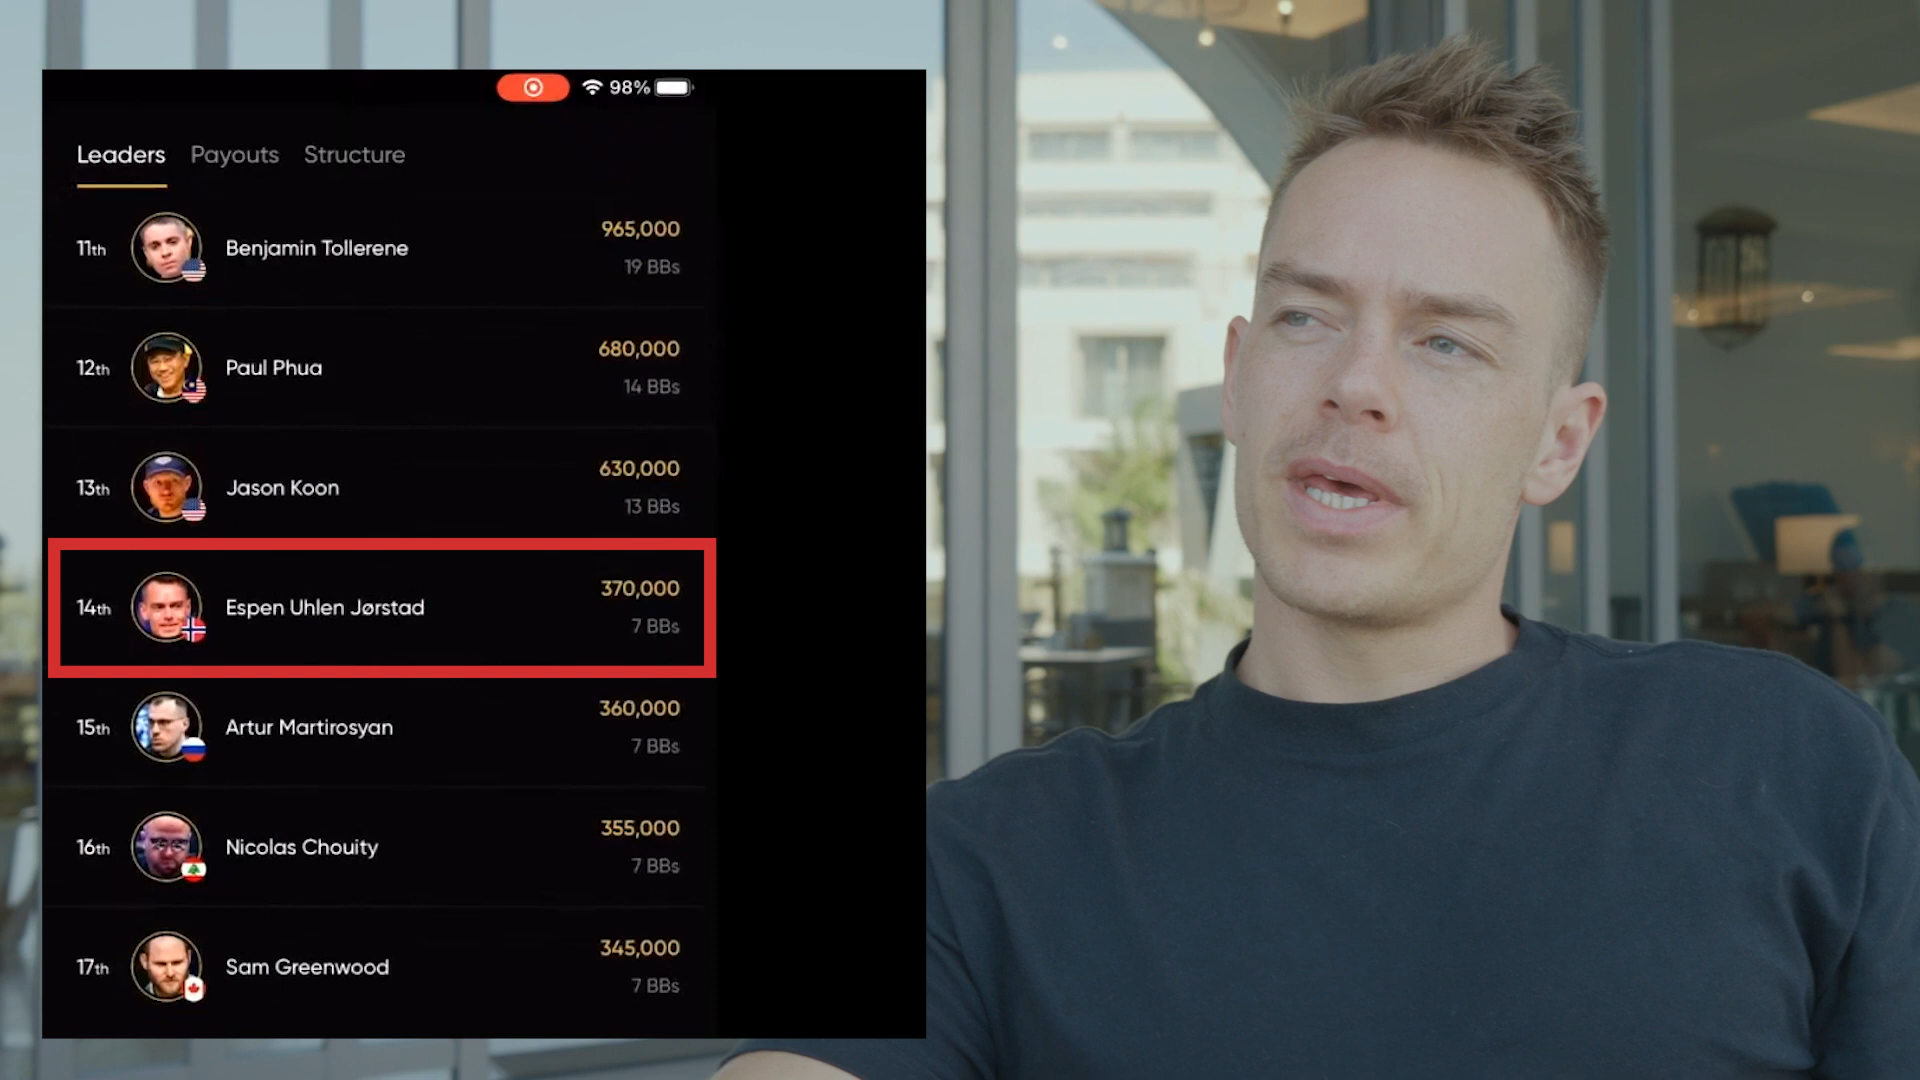 98%
Leaders Payouts Structure
11th Benjamin Tollerene 965,000
19 BBs
12th Paul Phua 680,000
14 BBs
13th Jason Koon 630,000
13 BBs
14th Espen Uhlen Jørstad 370,000
7 BBs
15th Artur Martirosyan 360,000
7 BBs
16th Nicolas Chouity 355,000
7 BBs
17th Sam Greenwood 345,000
7 BBs